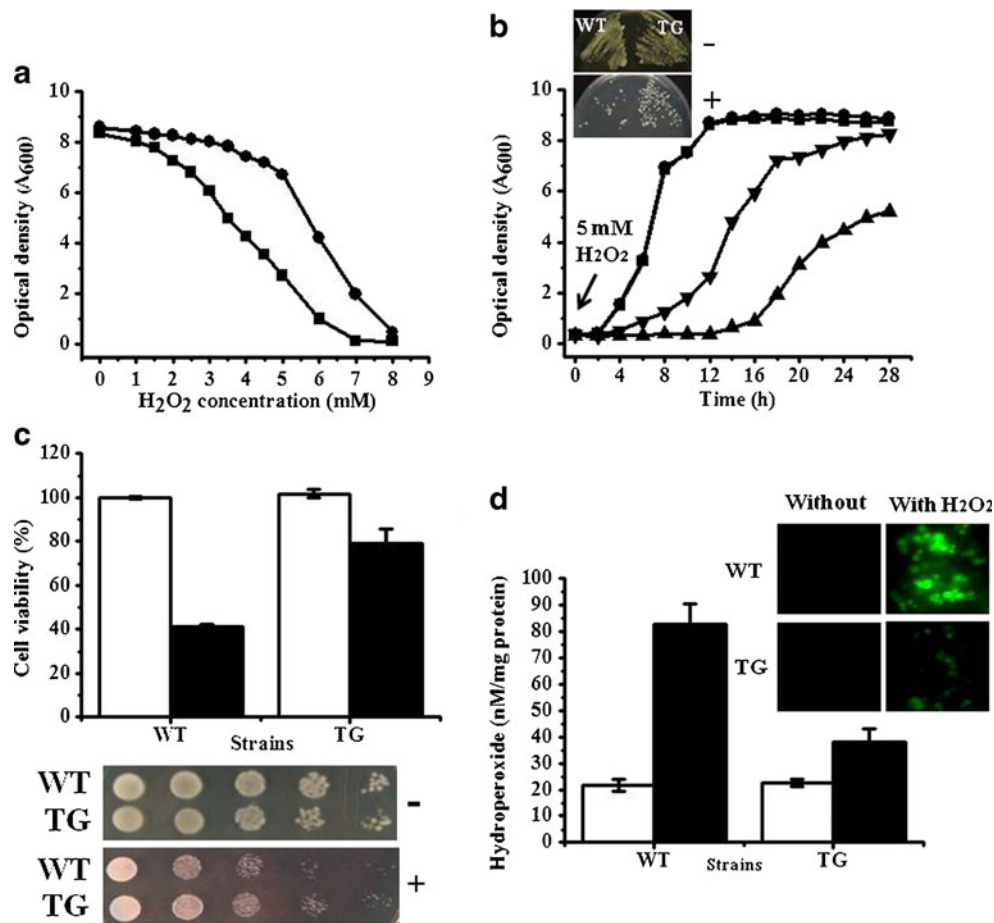 a
10
8
6
4
2
0
Optical density (A600)
0 1 2 3 4 5 6 7 8 9
H2O2 concentration (mM)
b
WT TG
-
+
10
8
6
4
2
0
Optical density (A600)
5 mM
H2O2
0 4 8 12 16 20 24 28
Time (h)
c
120
100
80
60
40
20
0
Cell viability (%)
WT Strains TG
WT
TG
-
WT
TG
+
d
Without With H2O2
WT
TG
100
90
80
70
60
50
40
30
20
10
0
Hydroperoxide (nM/mg protein)
WT Strains TG